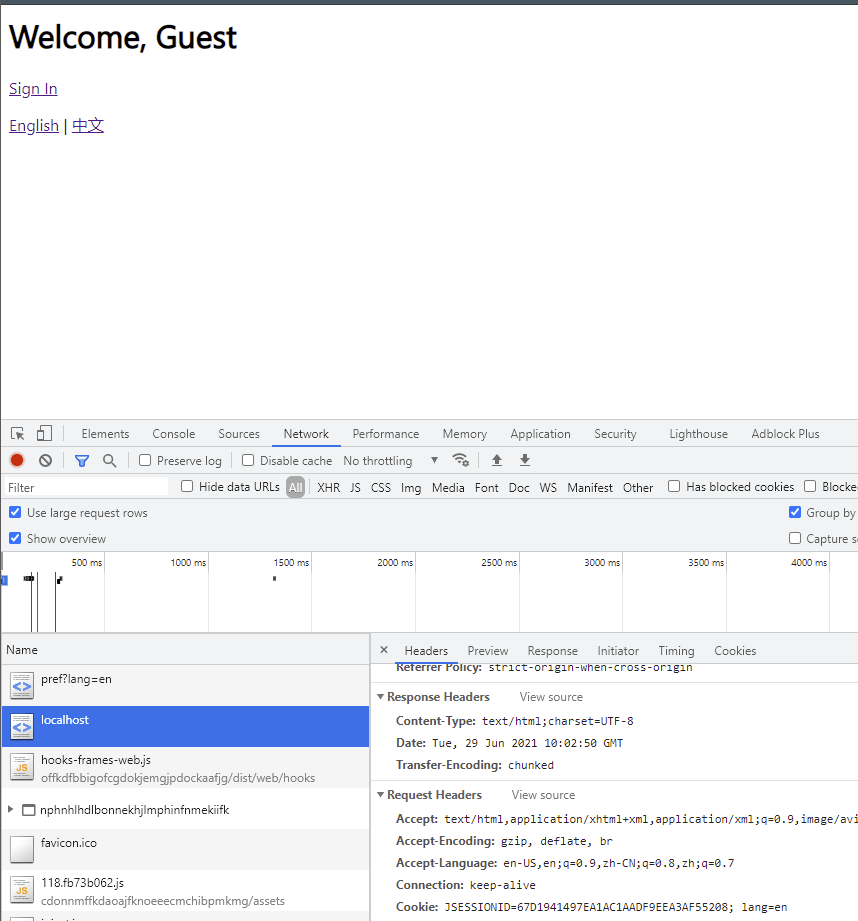 Welcome, Guest
Sign In
English | 中文
Elements Console Sources Network Performance Memory Application Security Lighthouse Adblock Plus
Preserve log Disable cache No throttling
Filter Hide data URLs All XHR JS CSS Img Media Font Doc WS Manifest Other Has blocked cookies Blocke
Use large request rows Group by
Show overview Capture s
500 ms 1000 ms 1500 ms 2000 ms 2500 ms 3000 ms 3500 ms 4000 ms
Name
pref?lang=en
localhost
hooks-frames-web.js
offkdfbbigofcgdokjemgjpdockaafjg/dist/web/hooks
nphnhlhdlbonnekhjlmphinfnmekiifk
favicon.ico
118.fb73b062.js
cdonnmffkdaoajfknoeeecmchibpmkmg/assets
× Headers Preview Response Initiator Timing Cookies
Referrer Policy: strict-origin-when-cross-origin
Response Headers View source
Content-Type: text/html;charset=UTF-8
Date: Tue, 29 Jun 2021 10:02:50 GMT
Transfer-Encoding: chunked
Request Headers View source
Accept: text/html,application/xhtml+xml,application/xml;q=0.9,image/avi
Accept-Encoding: gzip, deflate, br
Accept-Language: en-US,en;q=0.9,zh-CN;q=0.8,zh;q=0.7
Connection: keep-alive
Cookie: JSESSIONID=67D1941497EA1AC1AADF9EEA3AF55208; lang=en